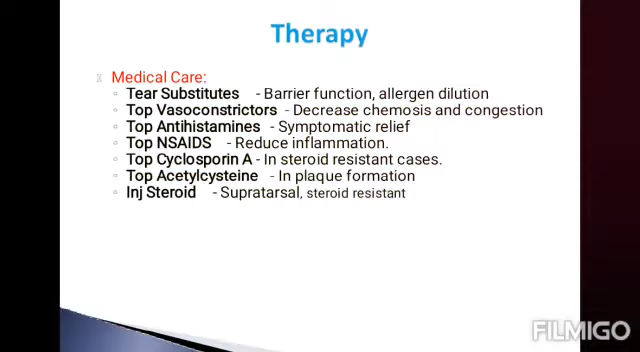 Therapy
Medical Care:
Tear Substitutes - Barrier function, allergen dilution
Top Vasoconstrictors - Decrease chemosis and congestion
Top Antihistamines - Symptomatic relief
Top NSAIDS - Reduce inflammation.
Top Cyclosporin A - In steroid resistant cases.
Top Acetylcysteine - In plaque formation
Inj Steroid - Supratarsal, steroid resistant
FILMIGO